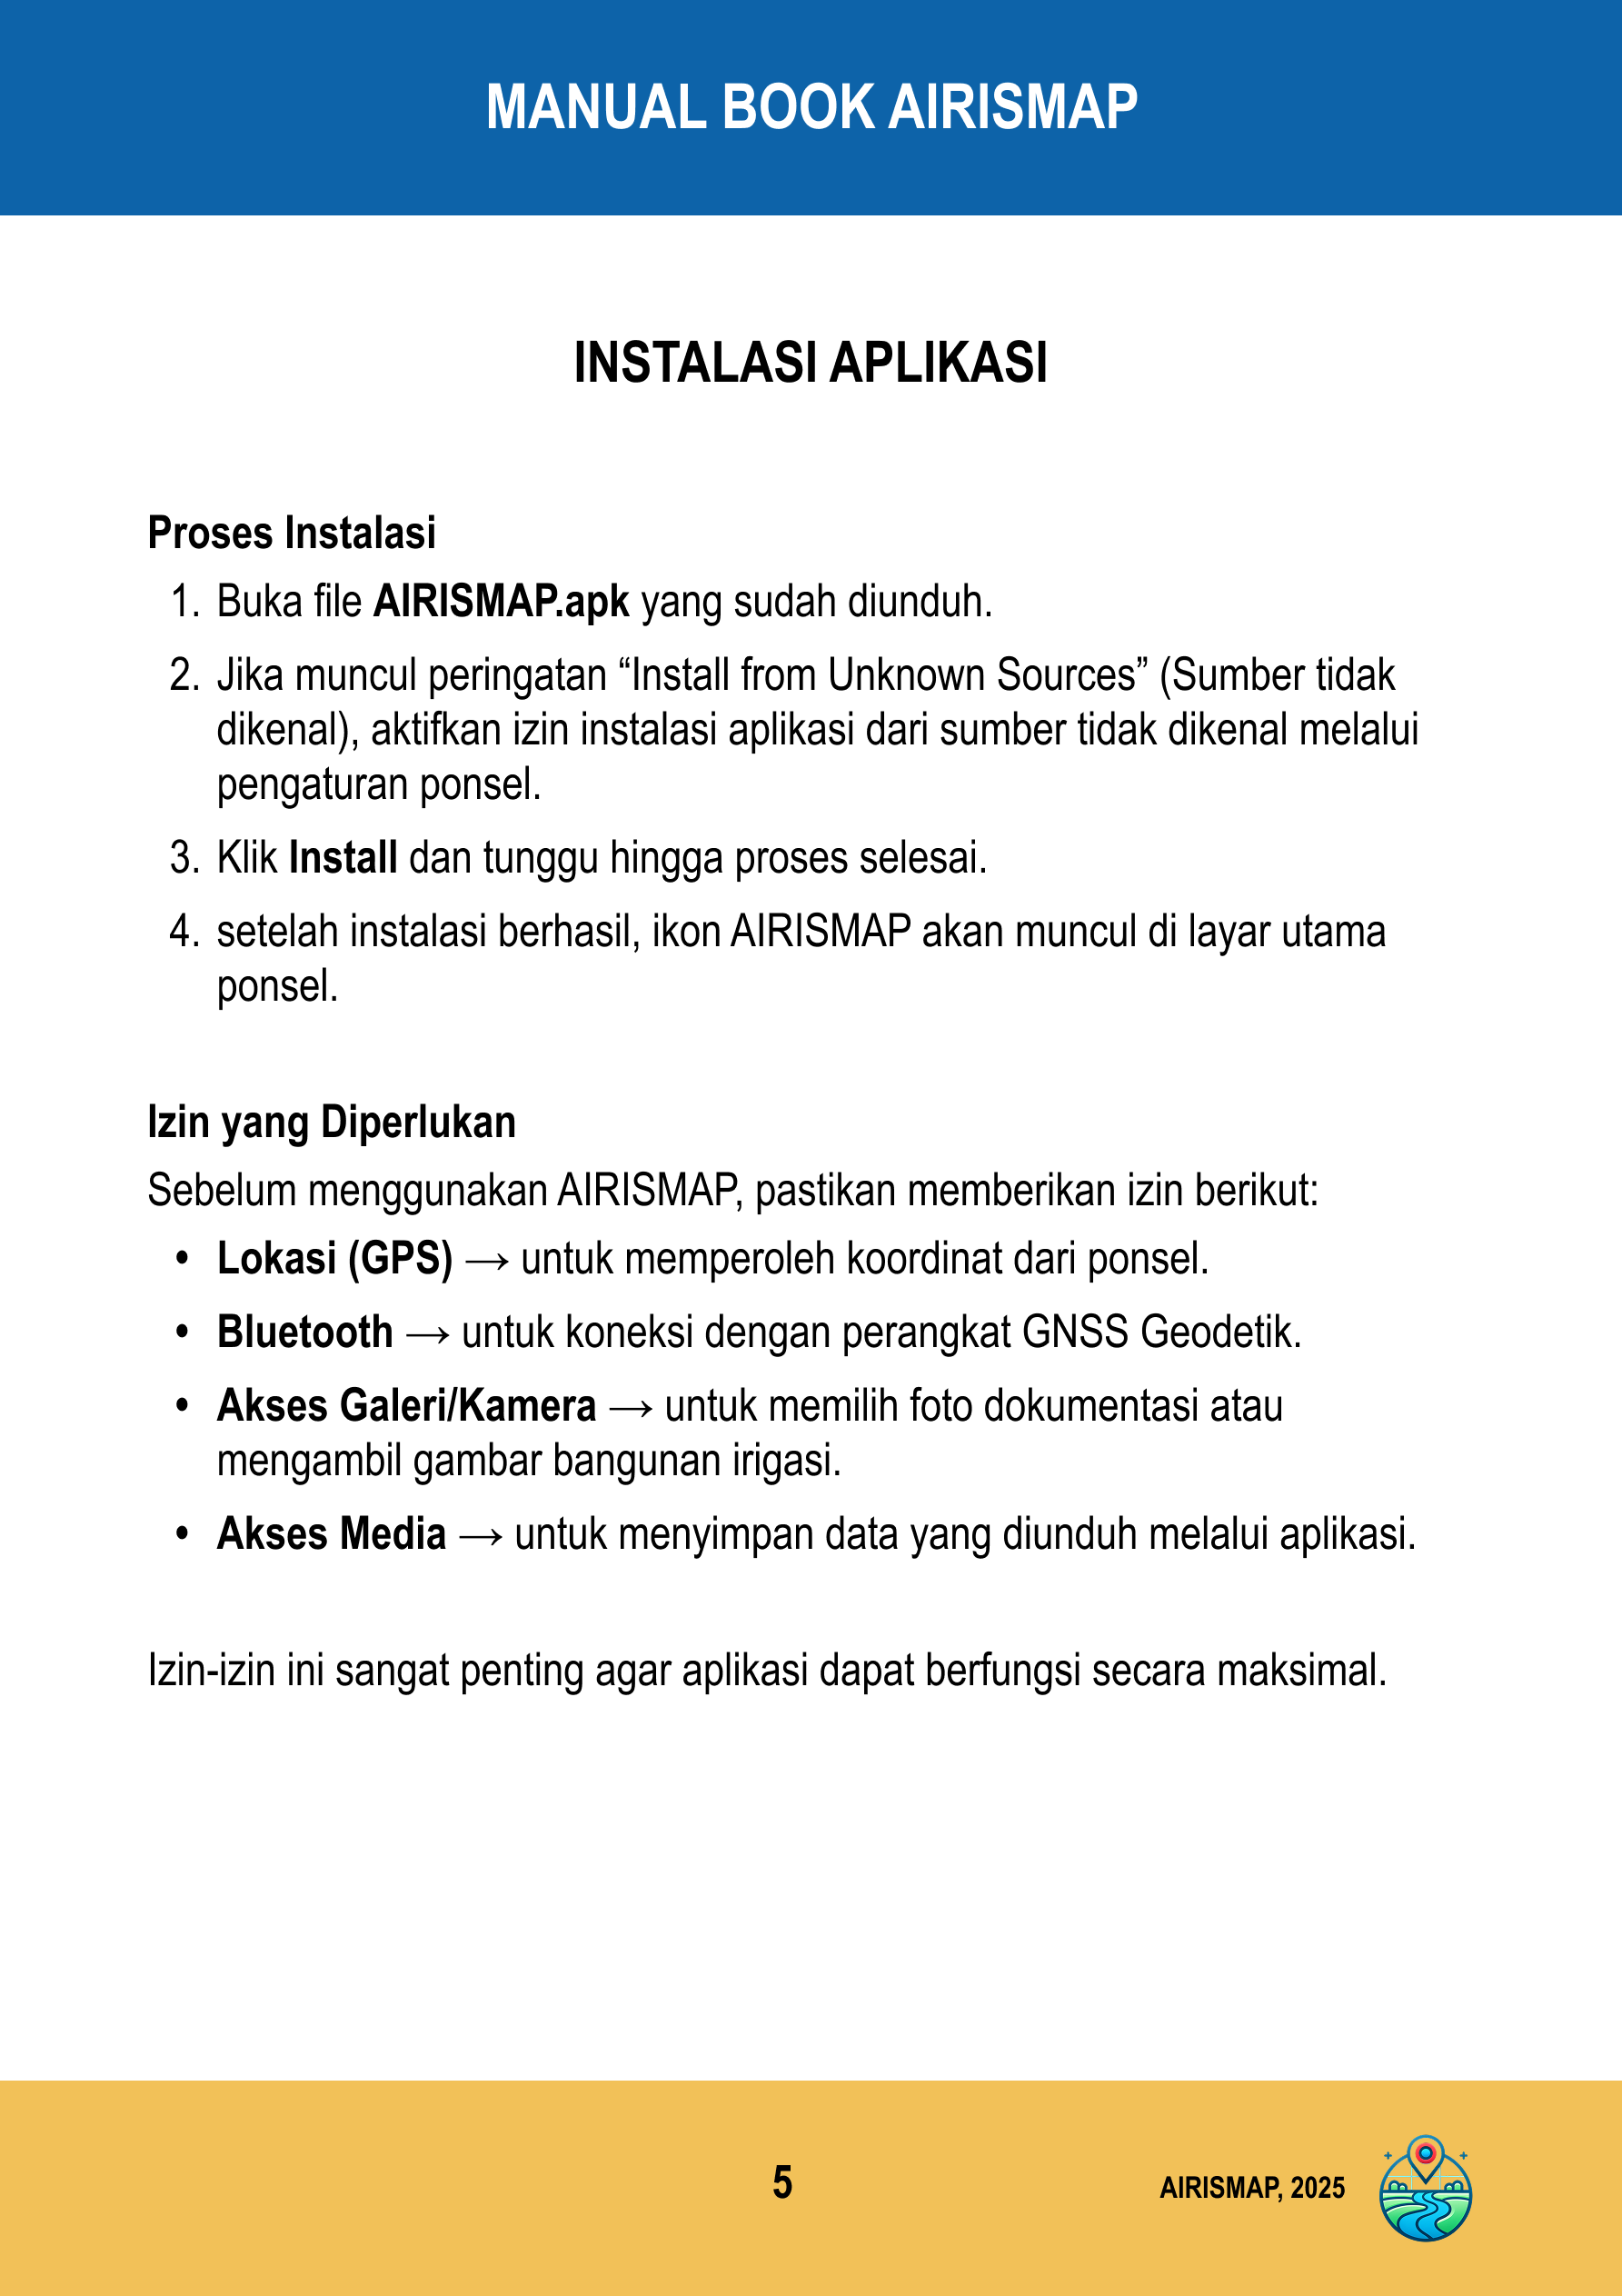 MANUAL BOOK AIRISMAP
INSTALASI APLIKASI
Proses Instalasi
1. Buka file AIRISMAP.apk yang sudah diunduh.
2. Jika muncul peringatan “Install from Unknown Sources” (Sumber tidak
dikenal), aktifkan izin instalasi aplikasi dari sumber tidak dikenal melalui
pengaturan ponsel.
3. Klik Install dan tunggu hingga proses selesai.
4. setelah instalasi berhasil, ikon AIRISMAP akan muncul di layar utama
ponsel.
Izin yang Diperlukan
Sebelum menggunakan AIRISMAP, pastikan memberikan izin berikut:
• Lokasi (GPS) → untuk memperoleh koordinat dari ponsel.
• Bluetooth → untuk koneksi dengan perangkat GNSS Geodetik.
• Akses Galeri/Kamera → untuk memilih foto dokumentasi atau
mengambil gambar bangunan irigasi.
• Akses Media → untuk menyimpan data yang diunduh melalui aplikasi.
Izin-izin ini sangat penting agar aplikasi dapat berfungsi secara maksimal.
5
AIRISMAP, 2025